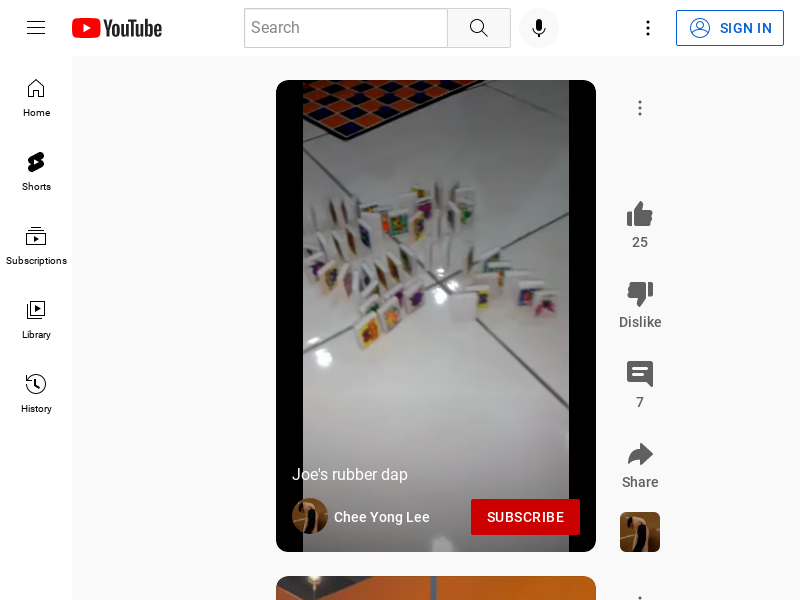 YouTube
Search
SIGN IN
Home
Shorts
Subscriptions
Library
History
Joe's rubber dap
Chee Yong Lee
SUBSCRIBE
25
Dislike
7
Share